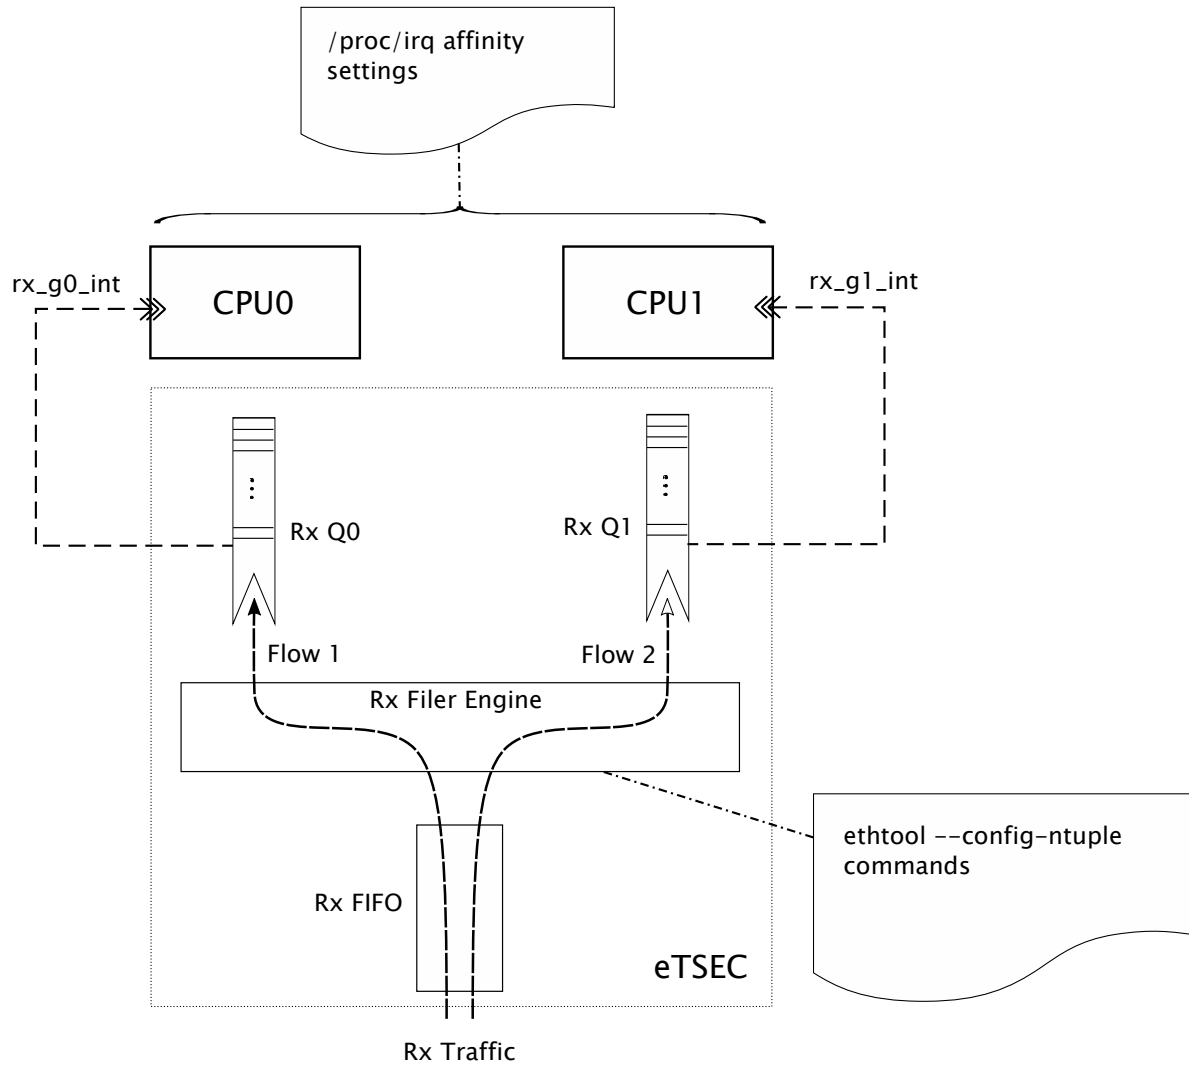 /proc/irq affinity
settings
rx_g0_int
CPU0
CPU1
rx_g1_int
Rx Q0
Rx Q1
Flow 1
Flow 2
Rx Filer Engine
ethtool --config-ntuple
commands
Rx FIFO
eTSEC
Rx Traffic